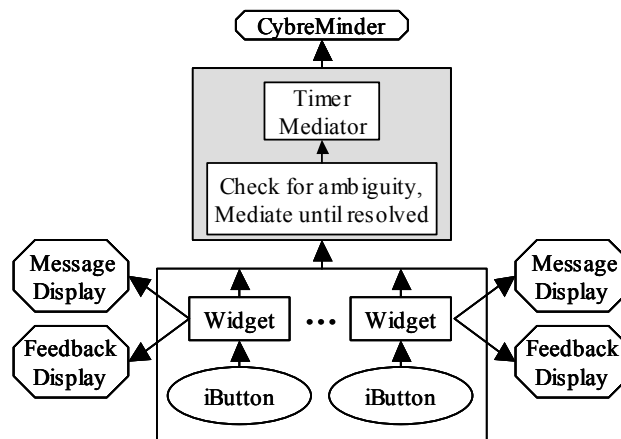 CybreMinder
Timer
Mediator
Check for ambiguity,
Mediate until resolved
Message
Display
Message
Display
Widget
...
Widget
Feedback
Display
Feedback
Display
iButton
iButton